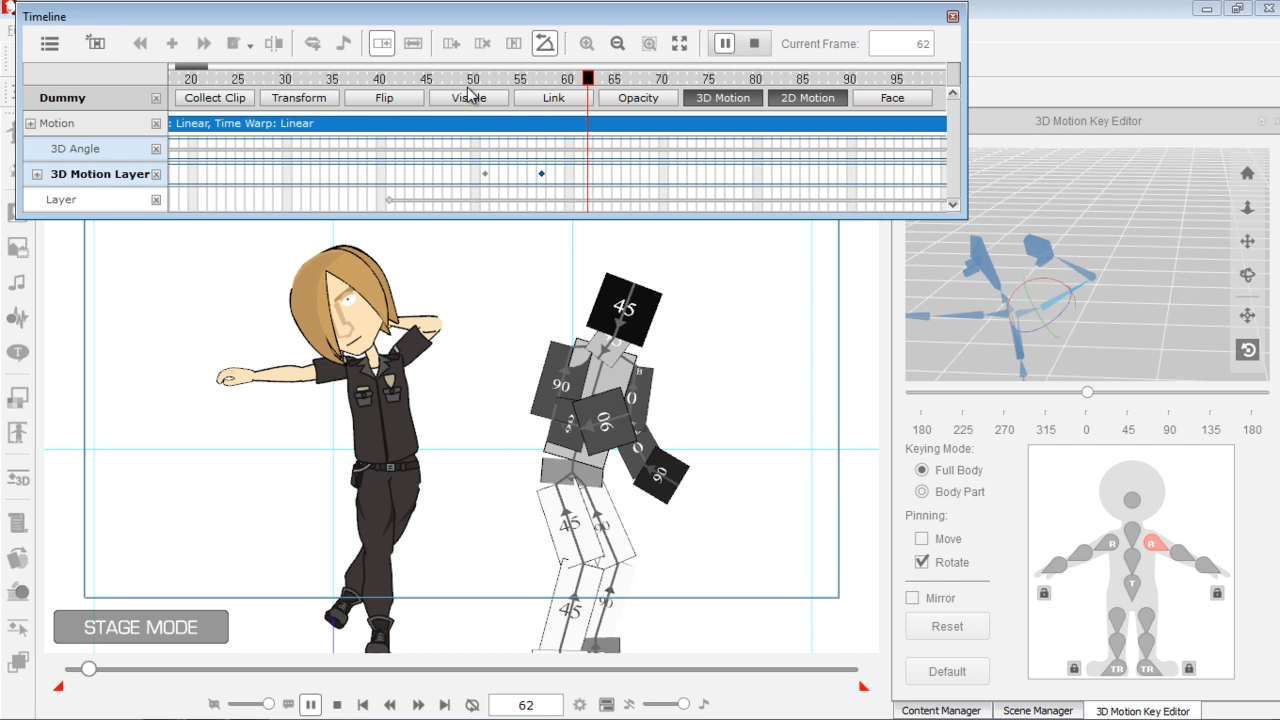 Timeline
Current Frame: 62
20 25 30 35 40 45 50 55 60 65 70 75 80 85 90 95
Dummy Collect Clip Transform Flip Visible Link Opacity 3D Motion 2D Motion Face
Motion : Linear, Time Warp: Linear
3D Angle
3D Motion Layer
Layer
3D Motion Key Editor
45
90
90
90
45
90
45
90
180 225 270 315 0 45 90 135 180
Keying Mode:
Full Body
Body Part
Pinning:
Move
Rotate
Mirror
Reset
Default
R R
T
TR TR
STAGE MODE
62
Content Manager Scene Manager 3D Motion Key Editor